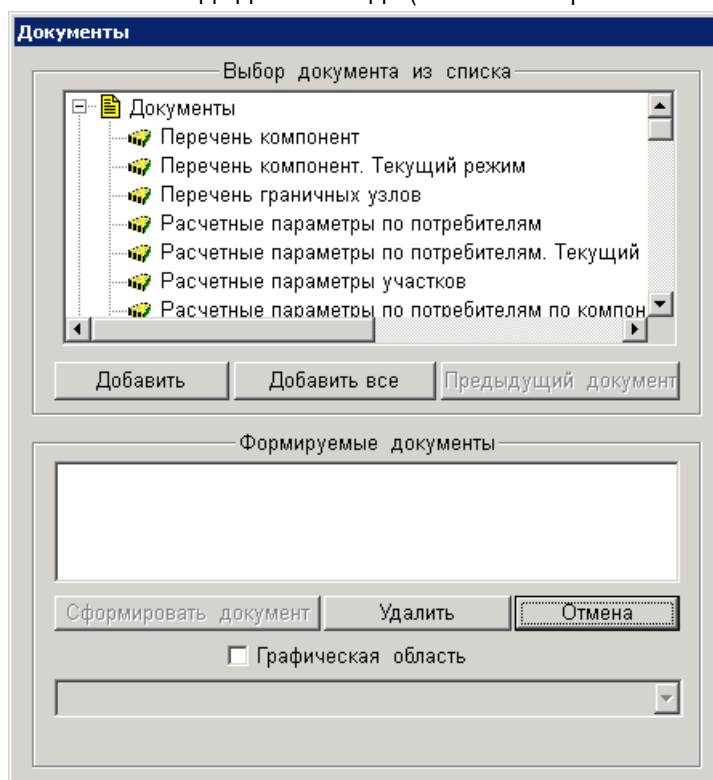 Документы
Выбор документа из списка
Документы
Перечень компонент
Перечень компонент. Текущий режим
Перечень граничных узлов
Расчетные параметры по потребителям
Расчетные параметры по потребителям. Текущий
Расчетные параметры участков
Расчетные параметры по потребителям по компон
Добавить Добавить все Предыдущий документ
Формируемые документы
Сформировать документ Удалить Отмена
Графическая область